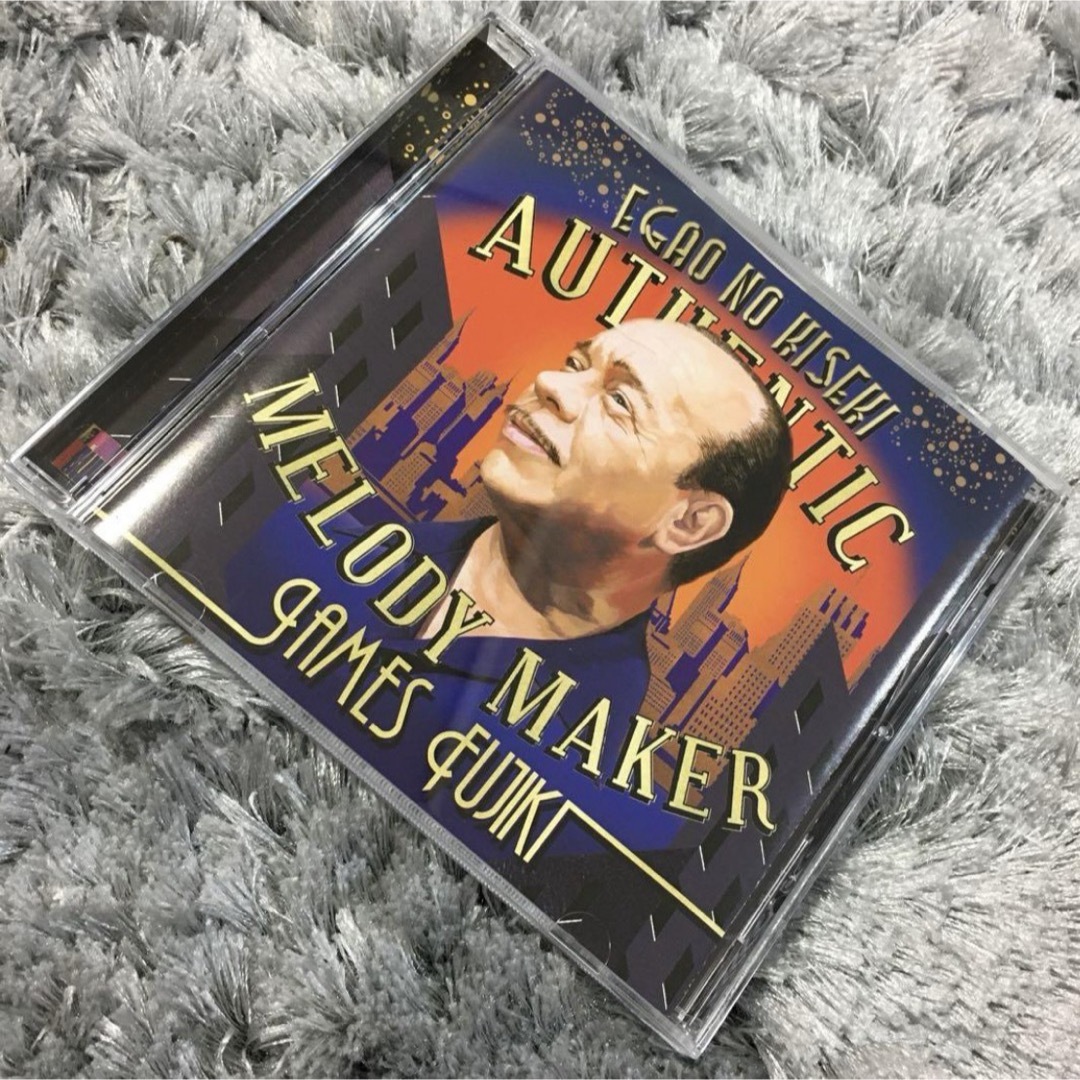 EGAO NO KISEKI
AUTHENTIC
MELODY MAKER
JAMES FUJIKI